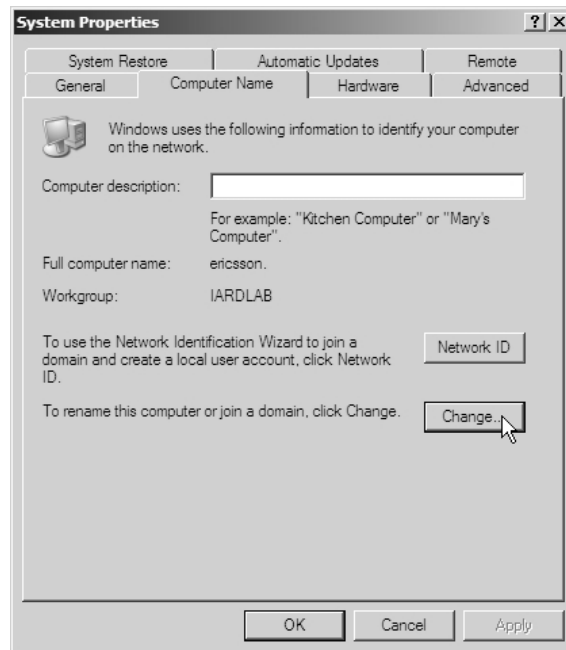 System Properties
? ×
System Restore Automatic Updates Remote
General Computer Name Hardware Advanced
Windows uses the following information to identify your computer
on the network.
Computer description:
For example: "Kitchen Computer" or "Mary's
Computer".
Full computer name: ericsson.
Workgroup: IARDLAB
To use the Network Identification Wizard to join a
domain and create a local user account, click Network
ID.
Network ID
To rename this computer or join a domain, click Change.
Change...
OK Cancel Apply